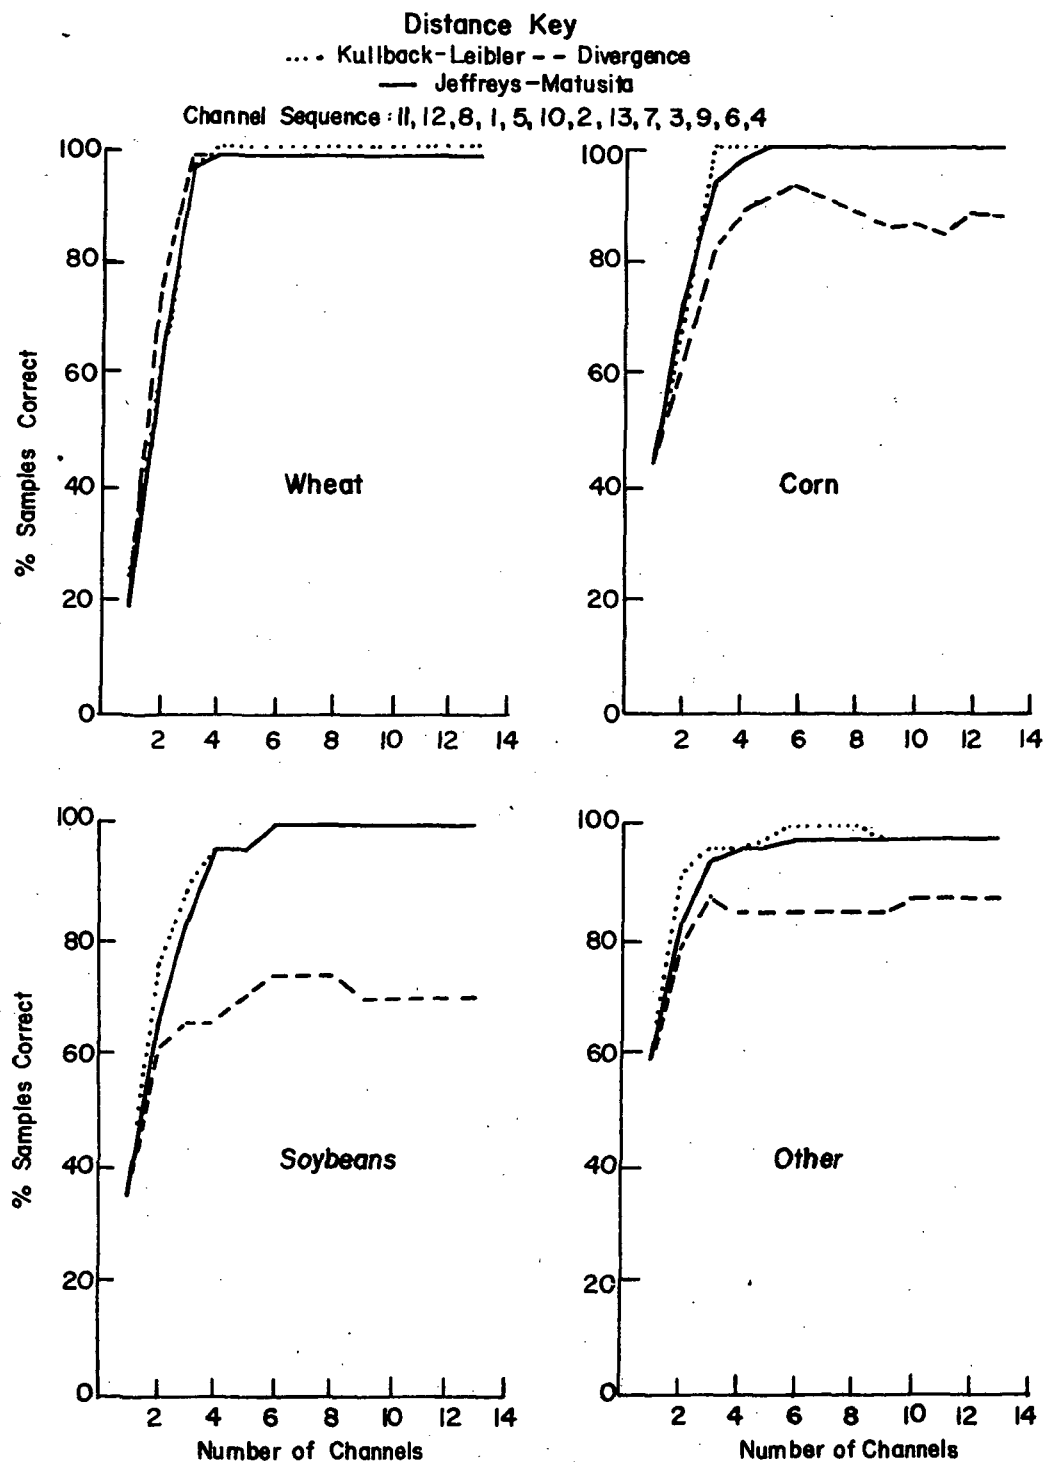 Distance Key
.... Kullback-Leibler -- Divergence
— Jeffreys-Matusita
Channel Sequence : 11, 12, 8, 1, 5, 10, 2, 13, 7, 3, 9, 6, 4
100
80
60
40
20
0
% Samples Correct
Wheat
2 4 6 8 10 12 14
100
80
60
40
20
0
Corn
2 4 6 8 10 12 14
100
80
60
40
20
0
% Samples Correct
Soybeans
2 4 6 8 10 12 14
Number of Channels
100
80
60
40
20
0
Other
2 4 6 8 10 12 14
Number of Channels